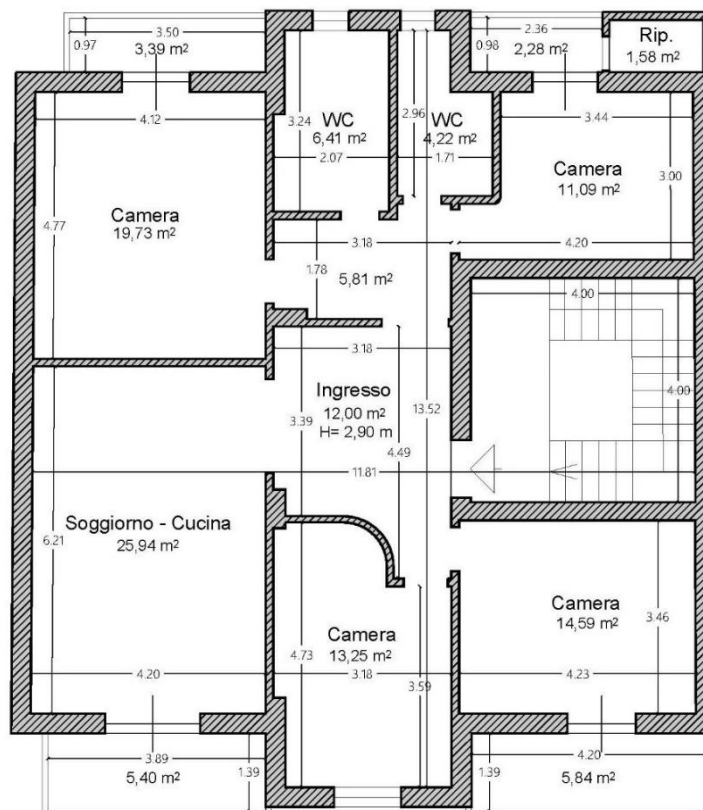 3.50
0.97
3,39 m²
2.36
0.98
2,28 m²
Rip.
1,58 m²
4.12
3.24
WC
6,41 m²
2.07
2.96
WC
4,22 m²
1.71
3.44
Camera
11,09 m²
3.00
Camera
19,73 m²
4.77
3.18
4.20
1.78
5,81 m²
4.00
3.18
4.00
Ingresso
12,00 m²
H= 2,90 m
13.52
3.39
4.49
11.81
Soggiorno - Cucina
25,94 m²
6.21
Camera
14,59 m²
3.46
Camera
13,25 m²
4.73
3.59
4.20
3.18
4.23
3.89
5,40 m²
1.39
4.20
1.39
5,84 m²